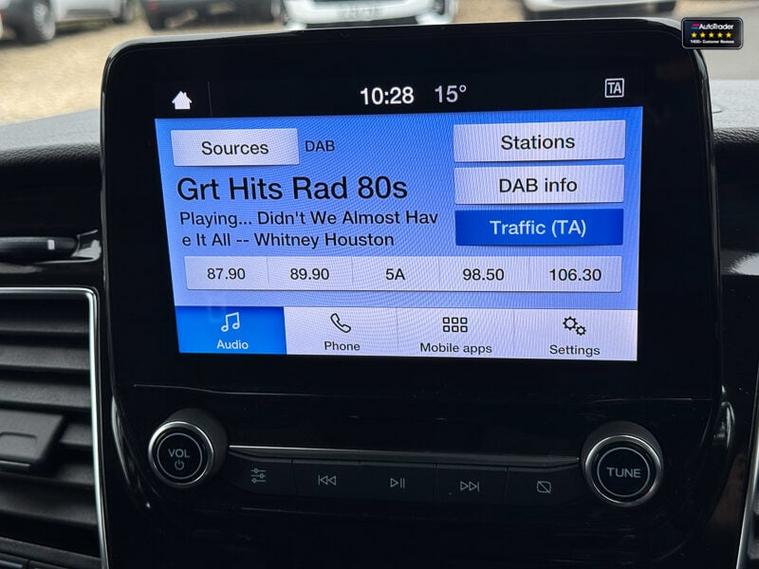 AutoTrader
10:28 15°
TA
Sources DAB
Stations
Grt Hits Rad 80s
DAB info
Playing... Didn't We Almost Hav
e It All -- Whitney Houston
Traffic (TA)
87.90 89.90 5A 98.50 106.30
Audio Phone Mobile apps Settings
VOL
TUNE